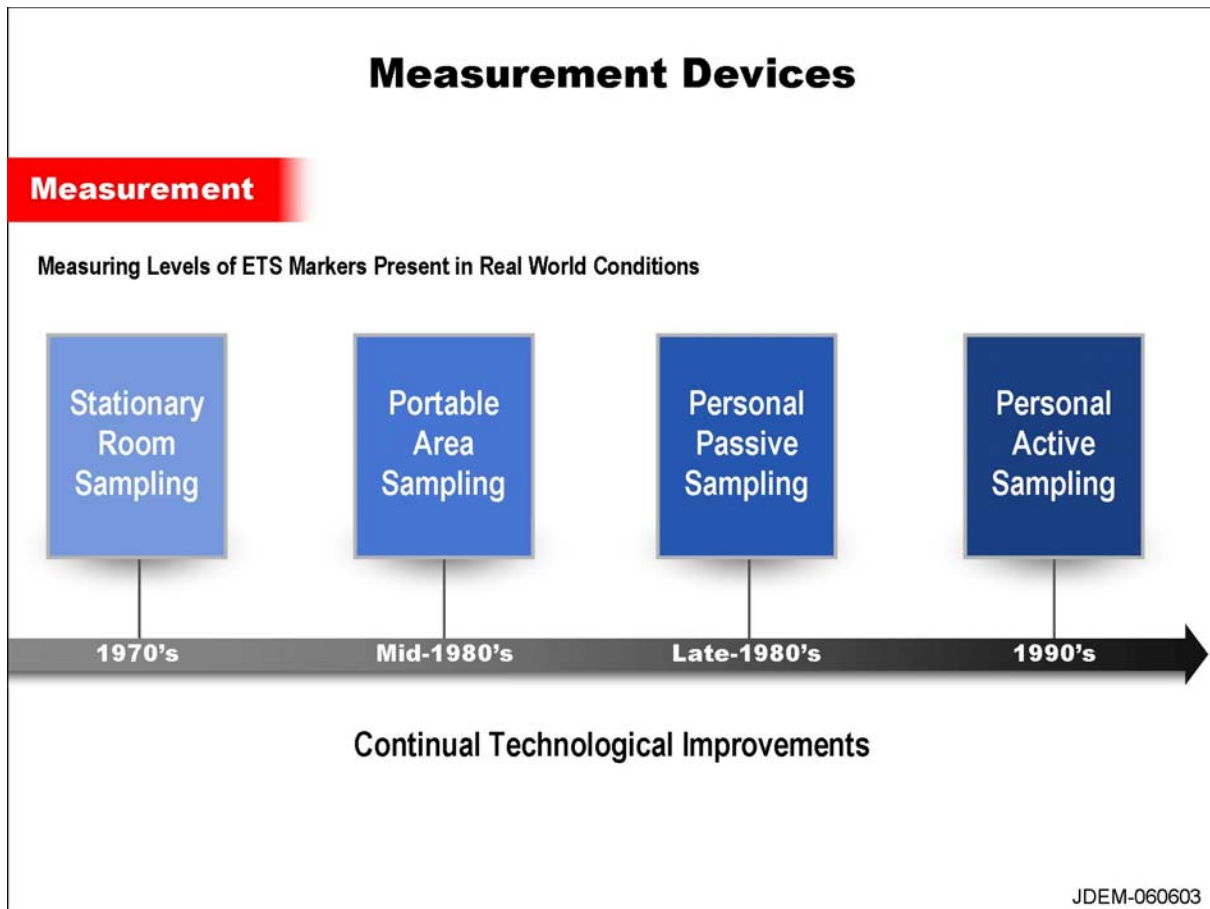 Measurement Devices
Measurement
Measuring Levels of ETS Markers Present in Real World Conditions
Stationary
Room
Sampling
Portable
Area
Sampling
Personal
Passive
Sampling
Personal
Active
Sampling
1970's
Mid-1980's
Late-1980's
1990's
Continual Technological Improvements
JDEM-060603